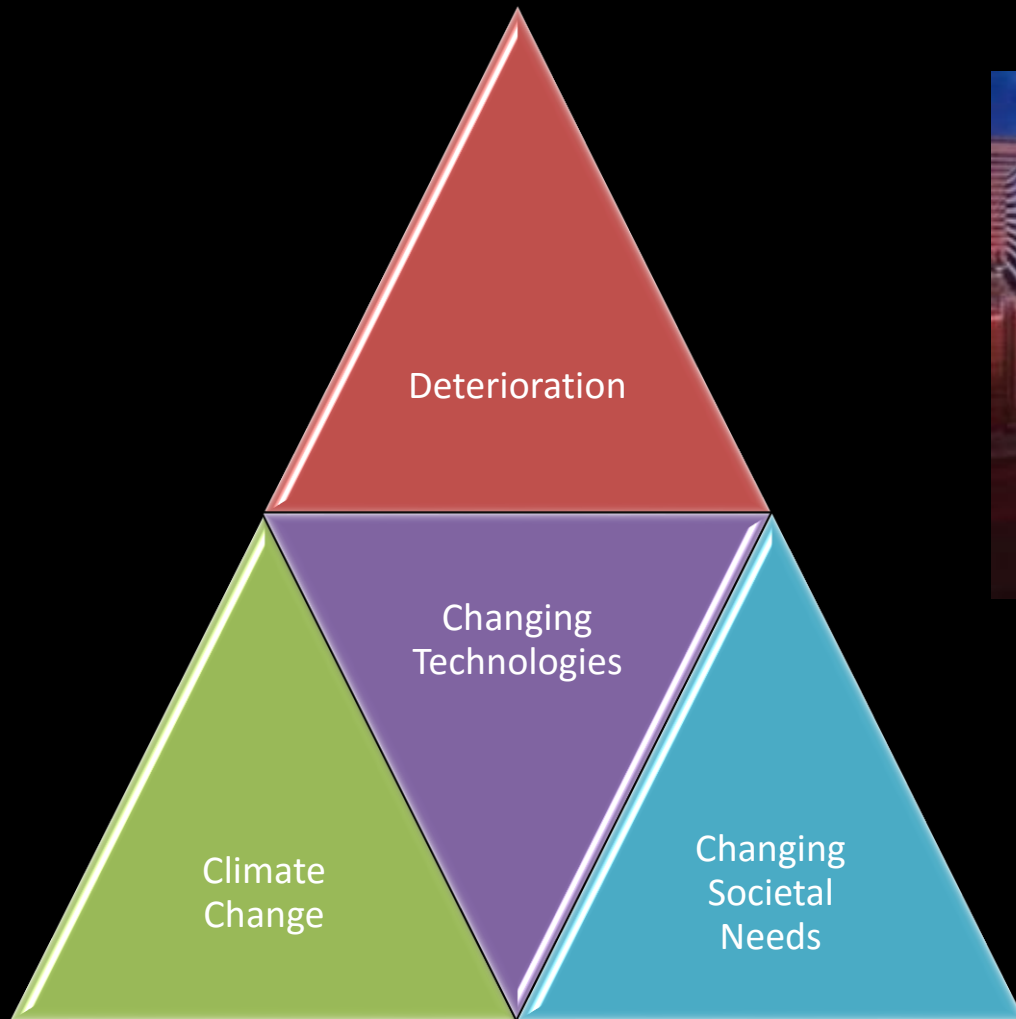 Deterioration
Changing
Technologies
Climate
Change
Changing
Societal
Needs